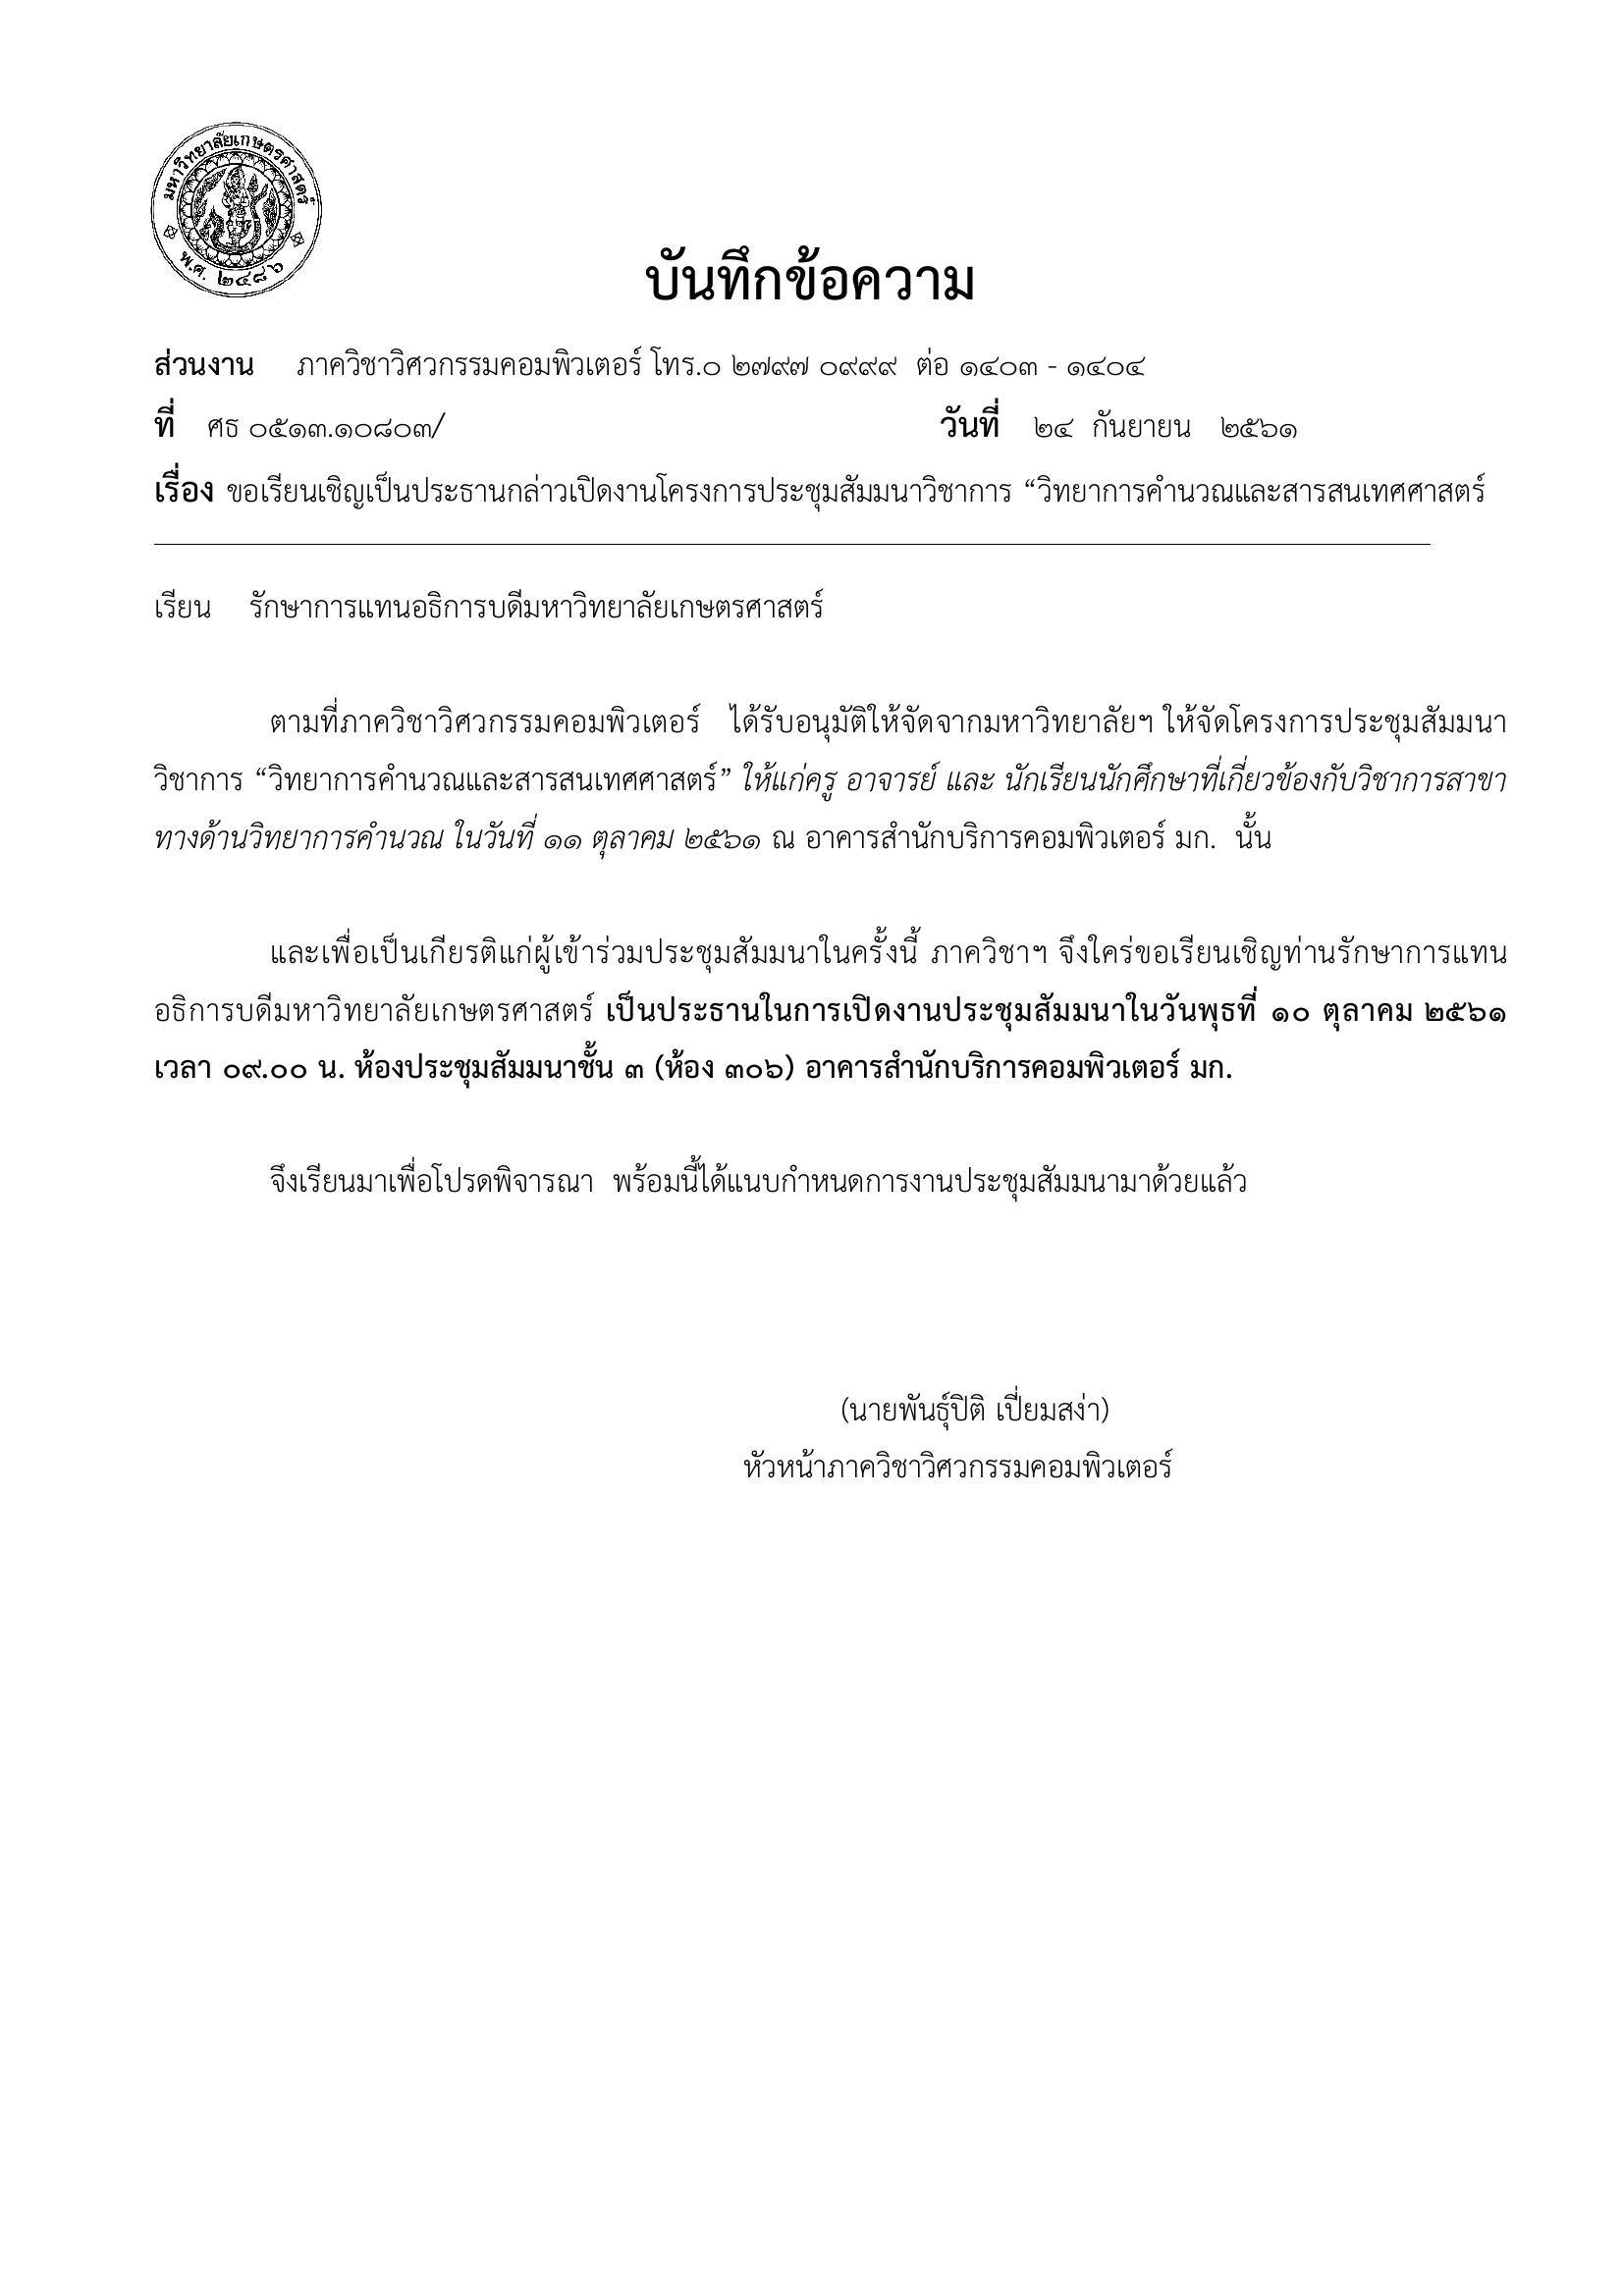 มหาวิทยาลัยเกษตรศาสตร์
พ.ศ. ๒๔๘๖
บันทึกข้อความ
ส่วนงาน ภาควิชาวิศวกรรมคอมพิวเตอร์ โทร.๐ ๒๗๙๗ ๐๙๙๙ ต่อ ๑๔๐๓ - ๑๔๐๔
ที่ ศธ ๐๕๑๓.๑๐๘๐๓/ วันที่ ๒๔ กันยายน ๒๕๖๑
เรื่อง ขอเรียนเชิญเป็นประธานกล่าวเปิดงานโครงการประชุมสัมมนาวิชาการ “วิทยาการคำนวณและสารสนเทศศาสตร์
เรียน รักษาการแทนอธิการบดีมหาวิทยาลัยเกษตรศาสตร์
ตามที่ภาควิชาวิศวกรรมคอมพิวเตอร์ ได้รับอนุมัติให้จัดจากมหาวิทยาลัยฯ ให้จัดโครงการประชุมสัมมนา
วิชาการ “วิทยาการคำนวณและสารสนเทศศาสตร์” ให้แก่ครู อาจารย์ และ นักเรียนนักศึกษาที่เกี่ยวข้องกับวิชาการสาขา
ทางด้านวิทยาการคำนวณ ในวันที่ ๑๑ ตุลาคม ๒๕๖๑ ณ อาคารสำนักบริการคอมพิวเตอร์ มก. นั้น
และเพื่อเป็นเกียรติแก่ผู้เข้าร่วมประชุมสัมมนาในครั้งนี้ ภาควิชาฯ จึงใคร่ขอเรียนเชิญท่านรักษาการแทน
อธิการบดีมหาวิทยาลัยเกษตรศาสตร์ เป็นประธานในการเปิดงานประชุมสัมมนาในวันพุธที่ ๑๐ ตุลาคม ๒๕๖๑
เวลา ๐๙.๐๐ น. ห้องประชุมสัมมนาชั้น ๓ (ห้อง ๓๐๖) อาคารสำนักบริการคอมพิวเตอร์ มก.
จึงเรียนมาเพื่อโปรดพิจารณา พร้อมนี้ได้แนบกำหนดการงานประชุมสัมมนามาด้วยแล้ว
(นายพันธุ์ปิติ เปี่ยมสง่า)
หัวหน้าภาควิชาวิศวกรรมคอมพิวเตอร์